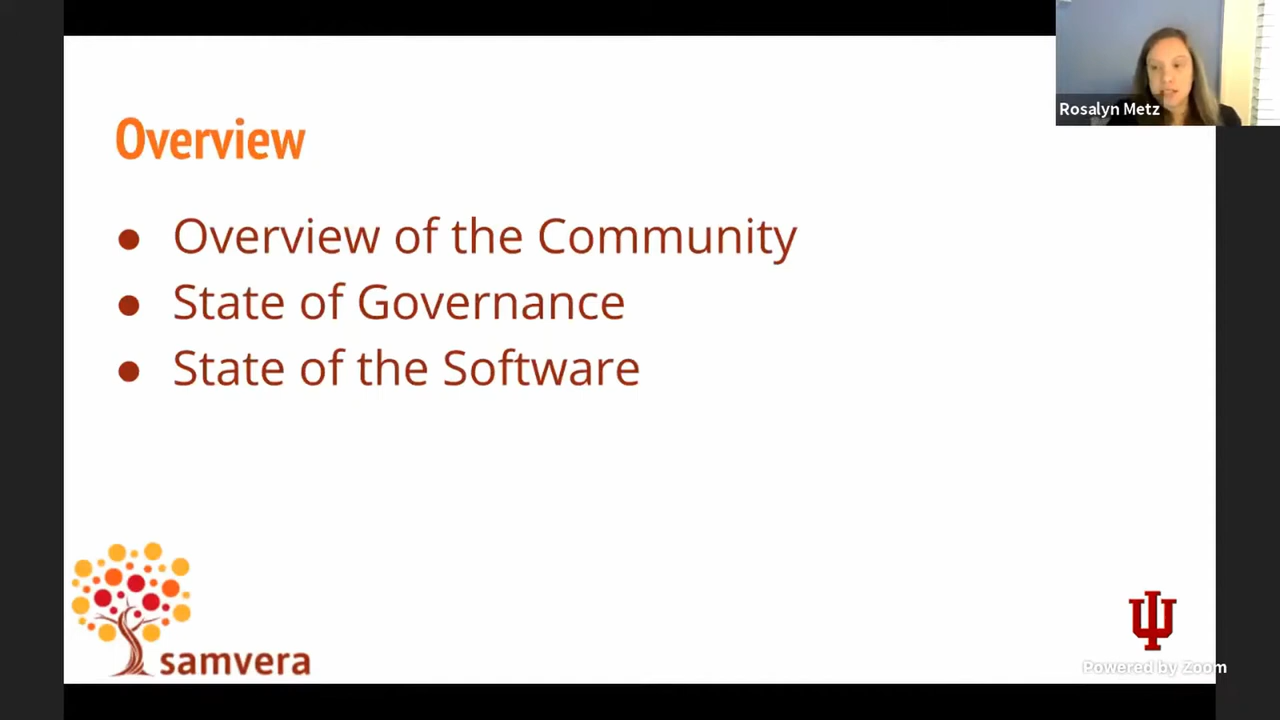 Rosalyn Metz
Overview
● Overview of the Community
● State of Governance
● State of the Software
samvera
Powered by Zoom